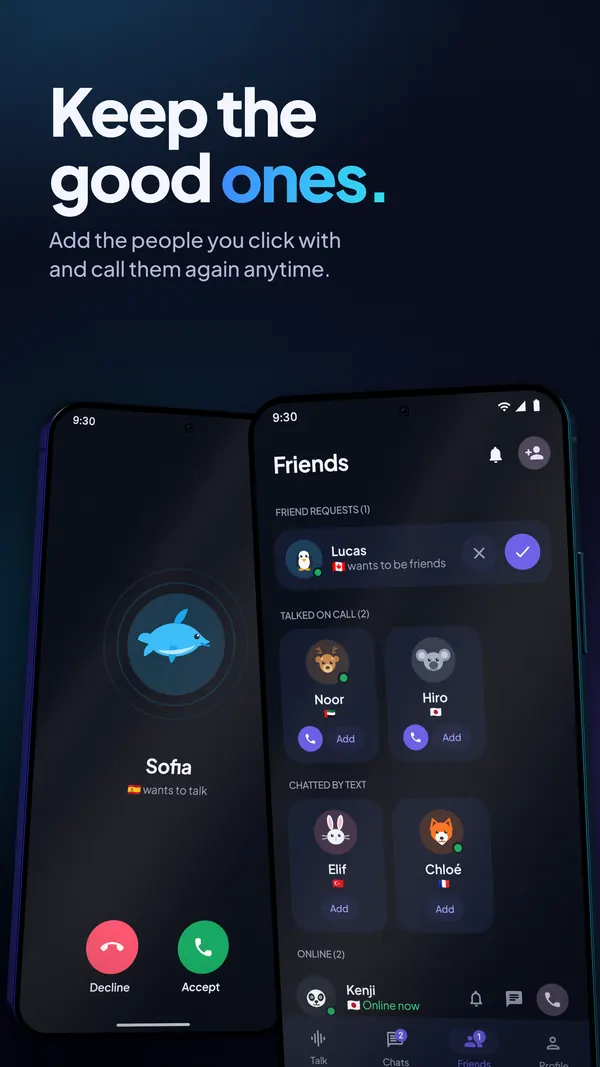 Keep the
good ones.
Add the people you click with
and call them again anytime.
9:30
Sofia
wants to talk
Decline
Accept
9:30
Friends
FRIEND REQUESTS (1)
Lucas
wants to be friends
TALKED ON CALL (2)
Noor
Hiro
Add
Add
CHATTED BY TEXT
Elif
Chloé
Add
Add
ONLINE (2)
Kenji
Online now
2
1
Talk
Chats
Friends
Profile